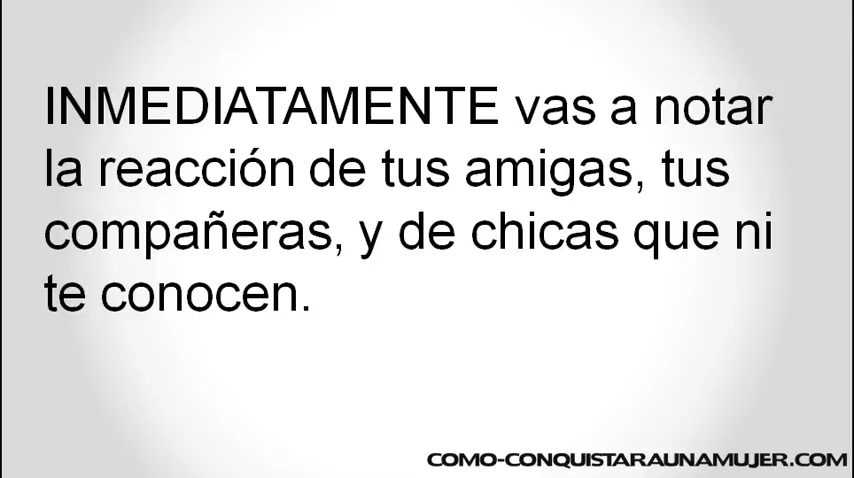 INMEDIATAMENTE vas a notar
la reacción de tus amigas, tus
compañeras, y de chicas que ni
te conocen.
COMO-CONQUISTARAUNAMUJER.COM